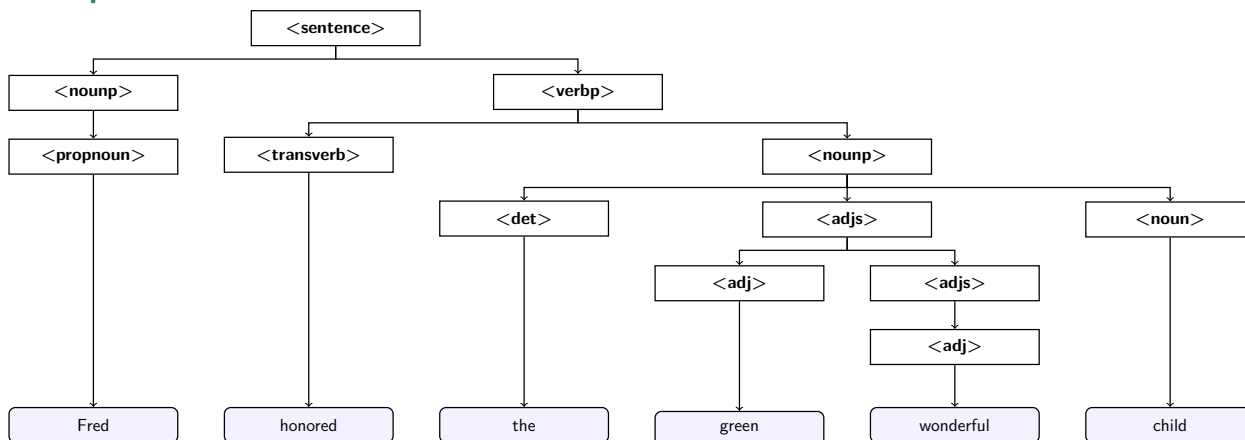 <sentence>
<nounp> <verbp>
<propnoun> <transverb> <nounp>
<det> <adjs> <noun>
<adj> <adjs>
<adj>
Fred honored the green wonderful child